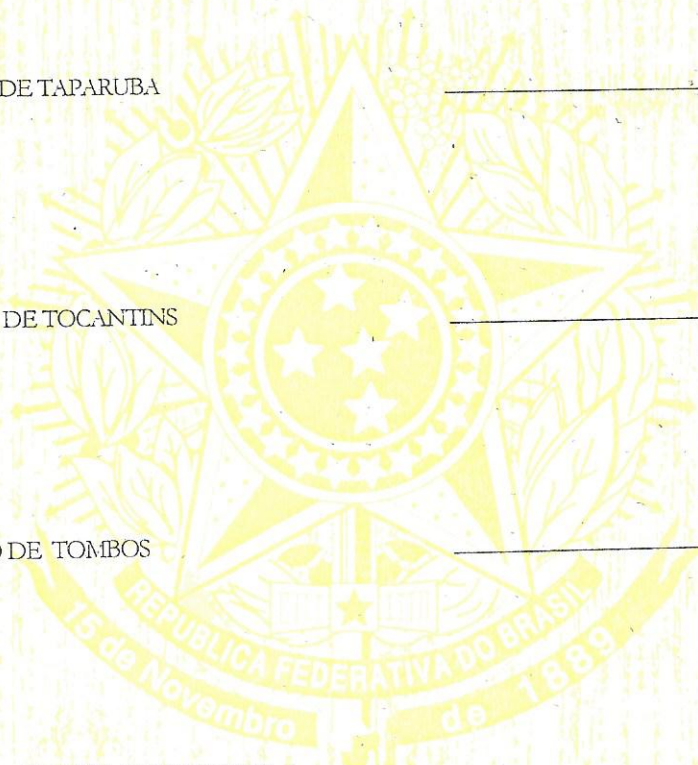 DE TAPARUBA
DE TOCANTINS
DE TOMBOS
REPUBLICA FEDERATIVA DO BRASIL
15 de Novembro de 1889